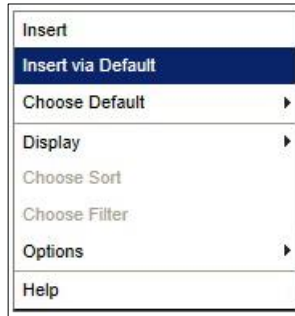 Insert
Insert via Default
Choose Default
Display
Choose Sort
Choose Filter
Options
Help